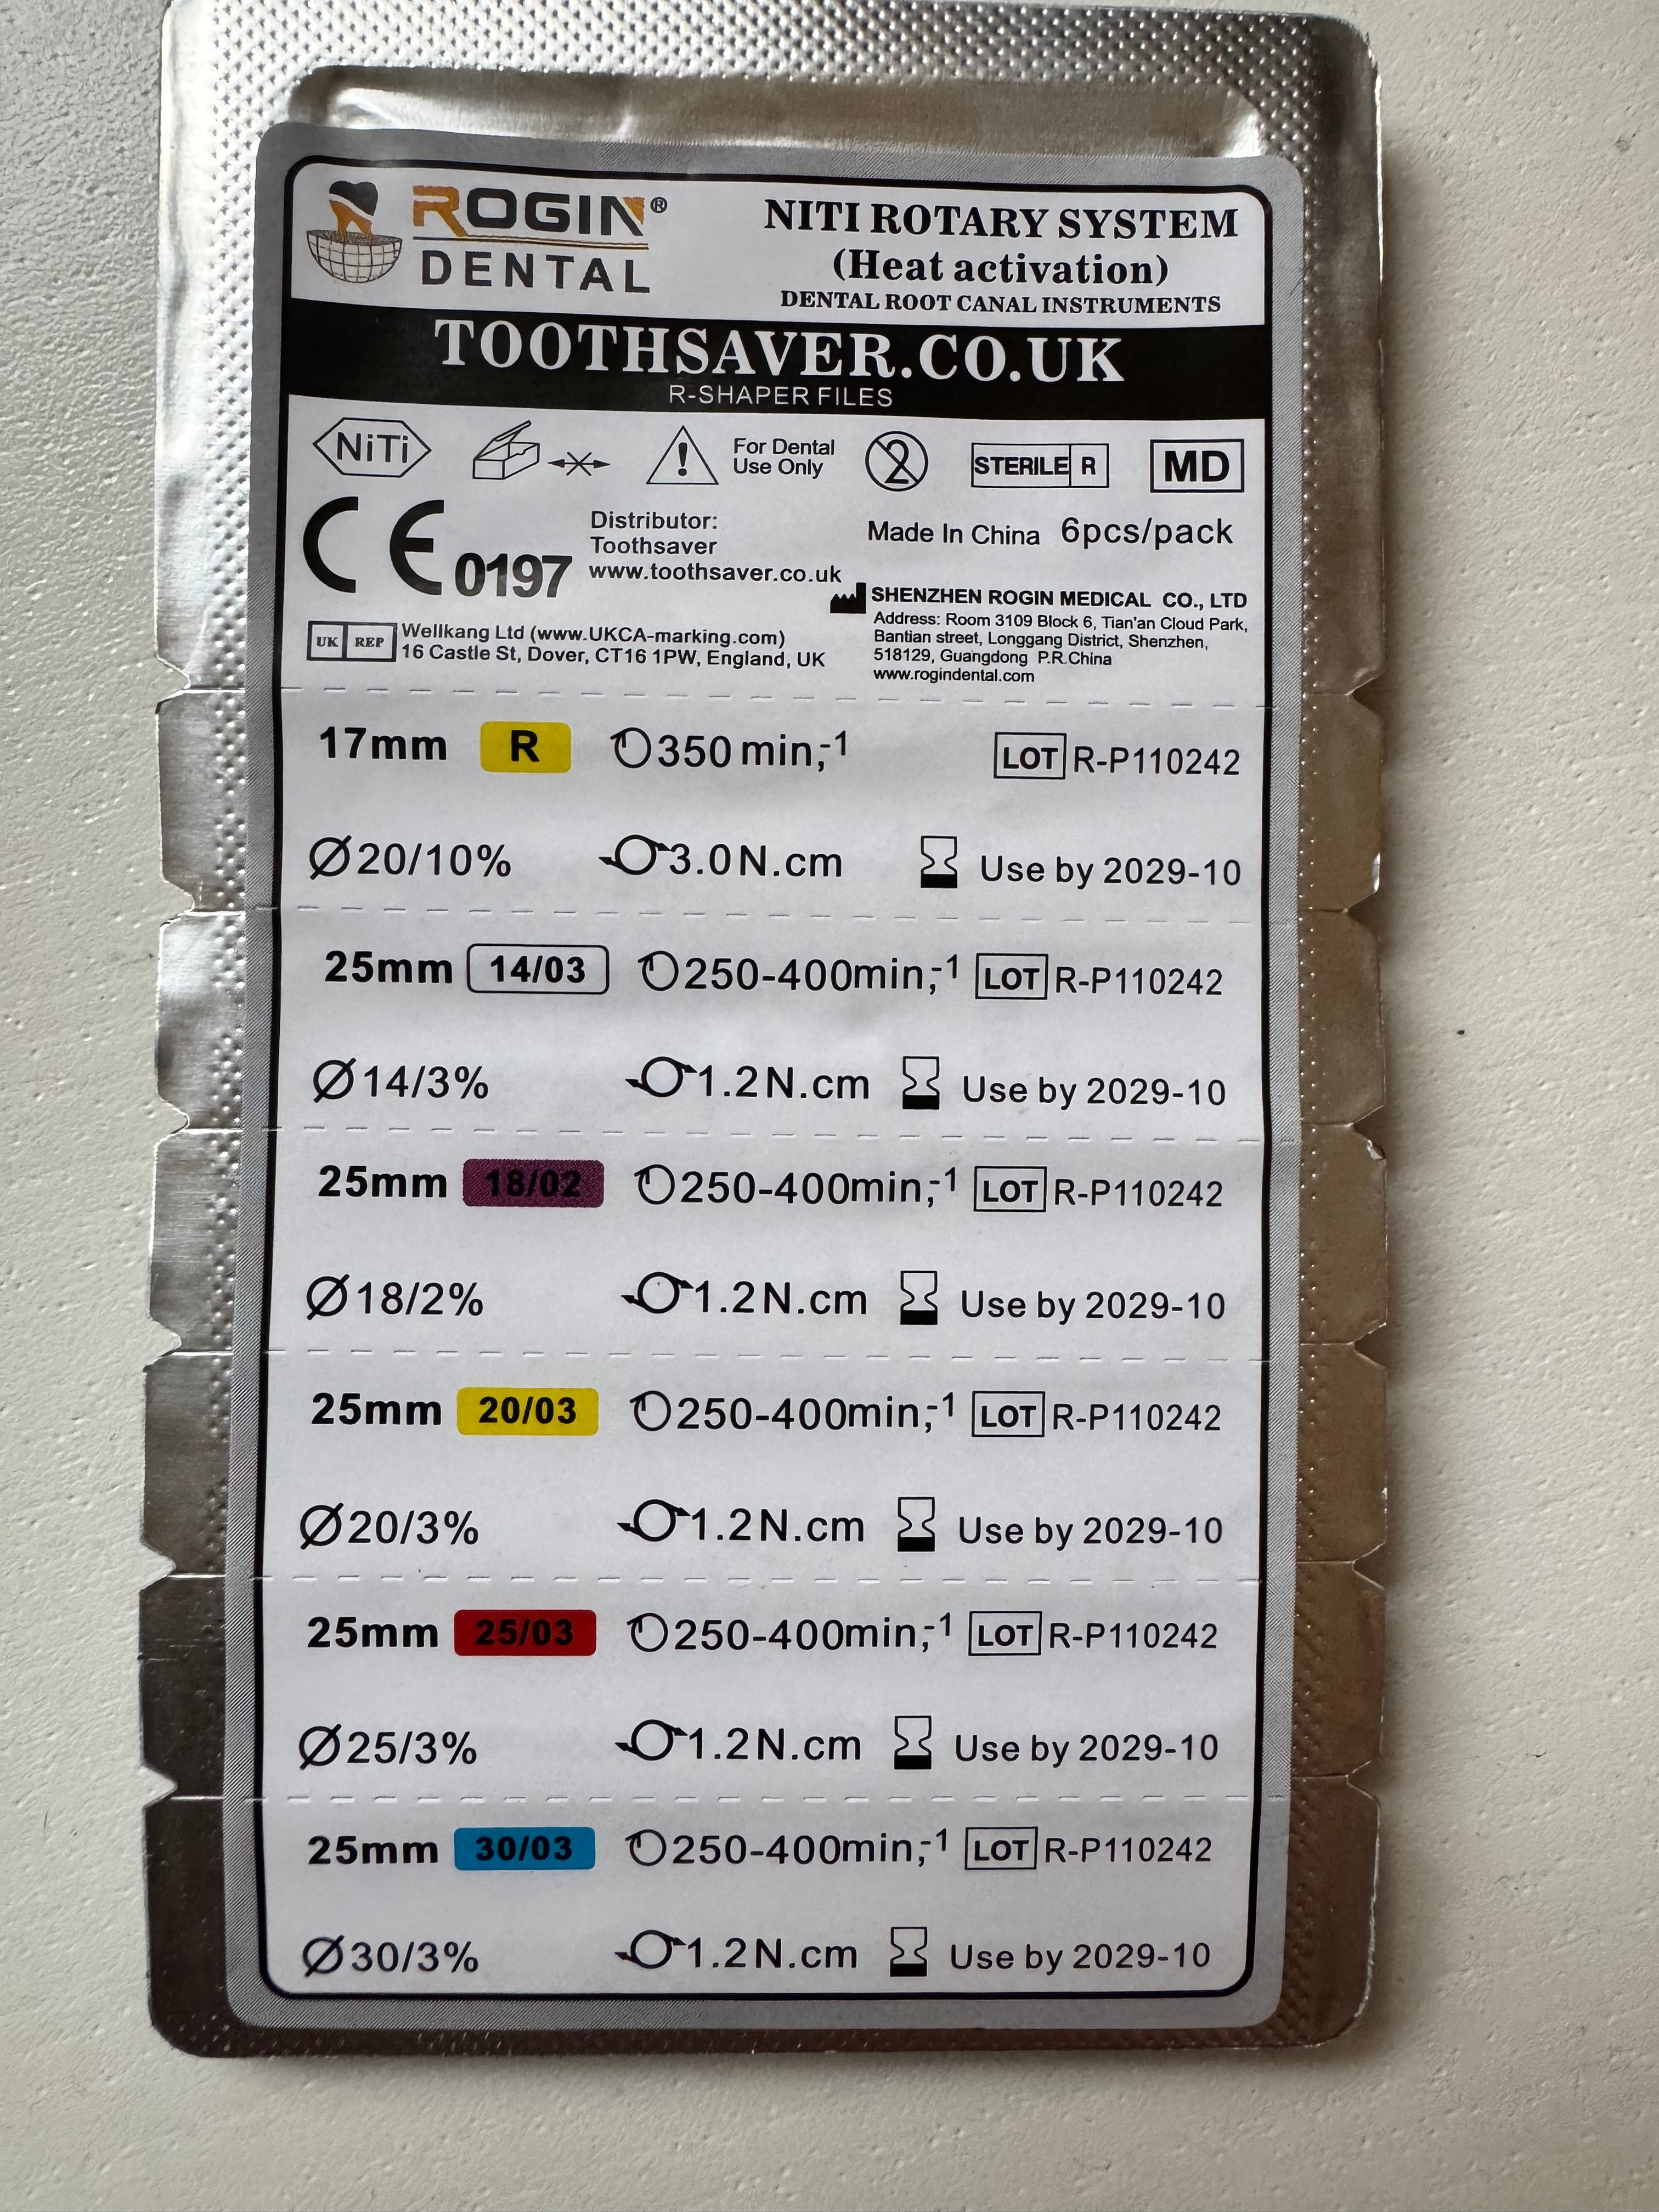 ROGIN®
DENTAL
NITI ROTARY SYSTEM
(Heat activation)
DENTAL ROOT CANAL INSTRUMENTS
TOOTHSAVER.CO.UK
R-SHAPER FILES
NiTi
For Dental
Use Only
2
STERILE R
MD
CE 0197
Distributor:
Toothsaver
www.toothsaver.co.uk
Made In China 6pcs/pack
SHENZHEN ROGIN MEDICAL CO., LTD
Address: Room 3109 Block 6, Tian'an Cloud Park,
Bantian street, Longgang District, Shenzhen,
518129, Guangdong P.R.China
www.rogindental.com
UK REP
Wellkang Ltd (www.UKCA-marking.com)
16 Castle St, Dover, CT16 1PW, England, UK
17mm R 350 min,-1 LOT R-P110242
Ø20/10% 3.0N.cm Use by 2029-10
25mm 14/03 250-400min,-1 LOT R-P110242
Ø14/3% 1.2N.cm Use by 2029-10
25mm 18/02 250-400min,-1 LOT R-P110242
Ø18/2% 1.2N.cm Use by 2029-10
25mm 20/03 250-400min,-1 LOT R-P110242
Ø20/3% 1.2N.cm Use by 2029-10
25mm 25/03 250-400min,-1 LOT R-P110242
Ø25/3% 1.2N.cm Use by 2029-10
25mm 30/03 250-400min,-1 LOT R-P110242
Ø30/3% 1.2N.cm Use by 2029-10